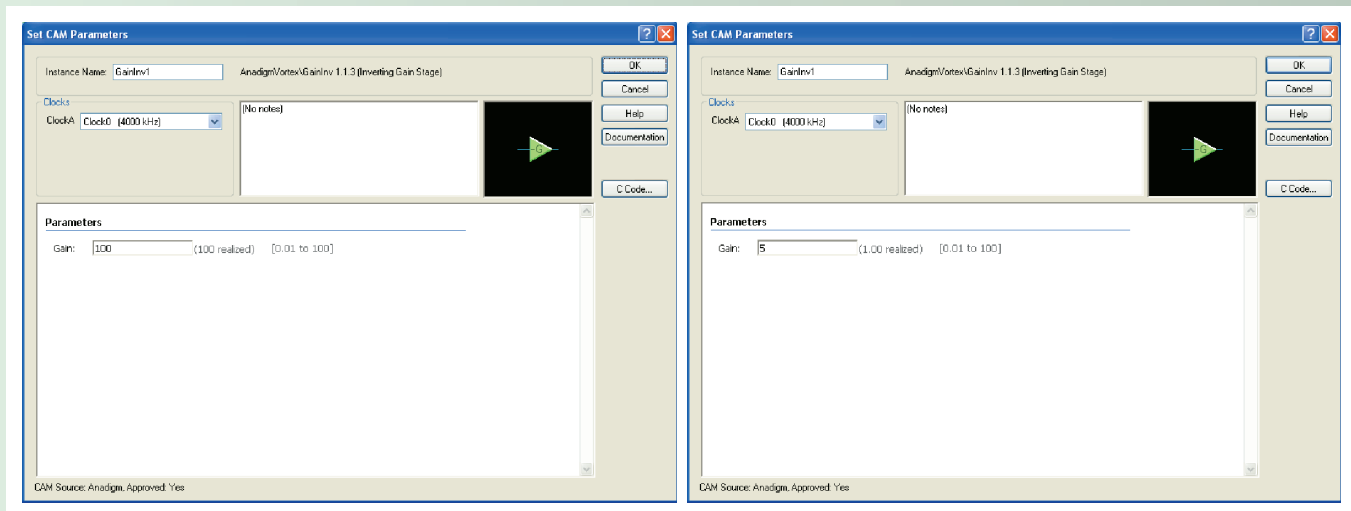 Set CAM Parameters
Instance Name: GainInv1 AnadigmVortex\GainInv 1.1.3 (Inverting Gain Stage)
OK
Cancel
Clocks
ClockA Clock0 (4000 kHz)
(No notes)
-G-
Help
Documentation
C Code...
Parameters
Gain: 100 (100 realized) [0.01 to 100]
CAM Source: Anadigm, Approved: Yes
Set CAM Parameters
Instance Name: GainInv1 AnadigmVortex\GainInv 1.1.3 (Inverting Gain Stage)
OK
Cancel
Clocks
ClockA Clock0 (4000 kHz)
(No notes)
-G-
Help
Documentation
C Code...
Parameters
Gain: 5 (1.00 realized) [0.01 to 100]
CAM Source: Anadigm, Approved: Yes